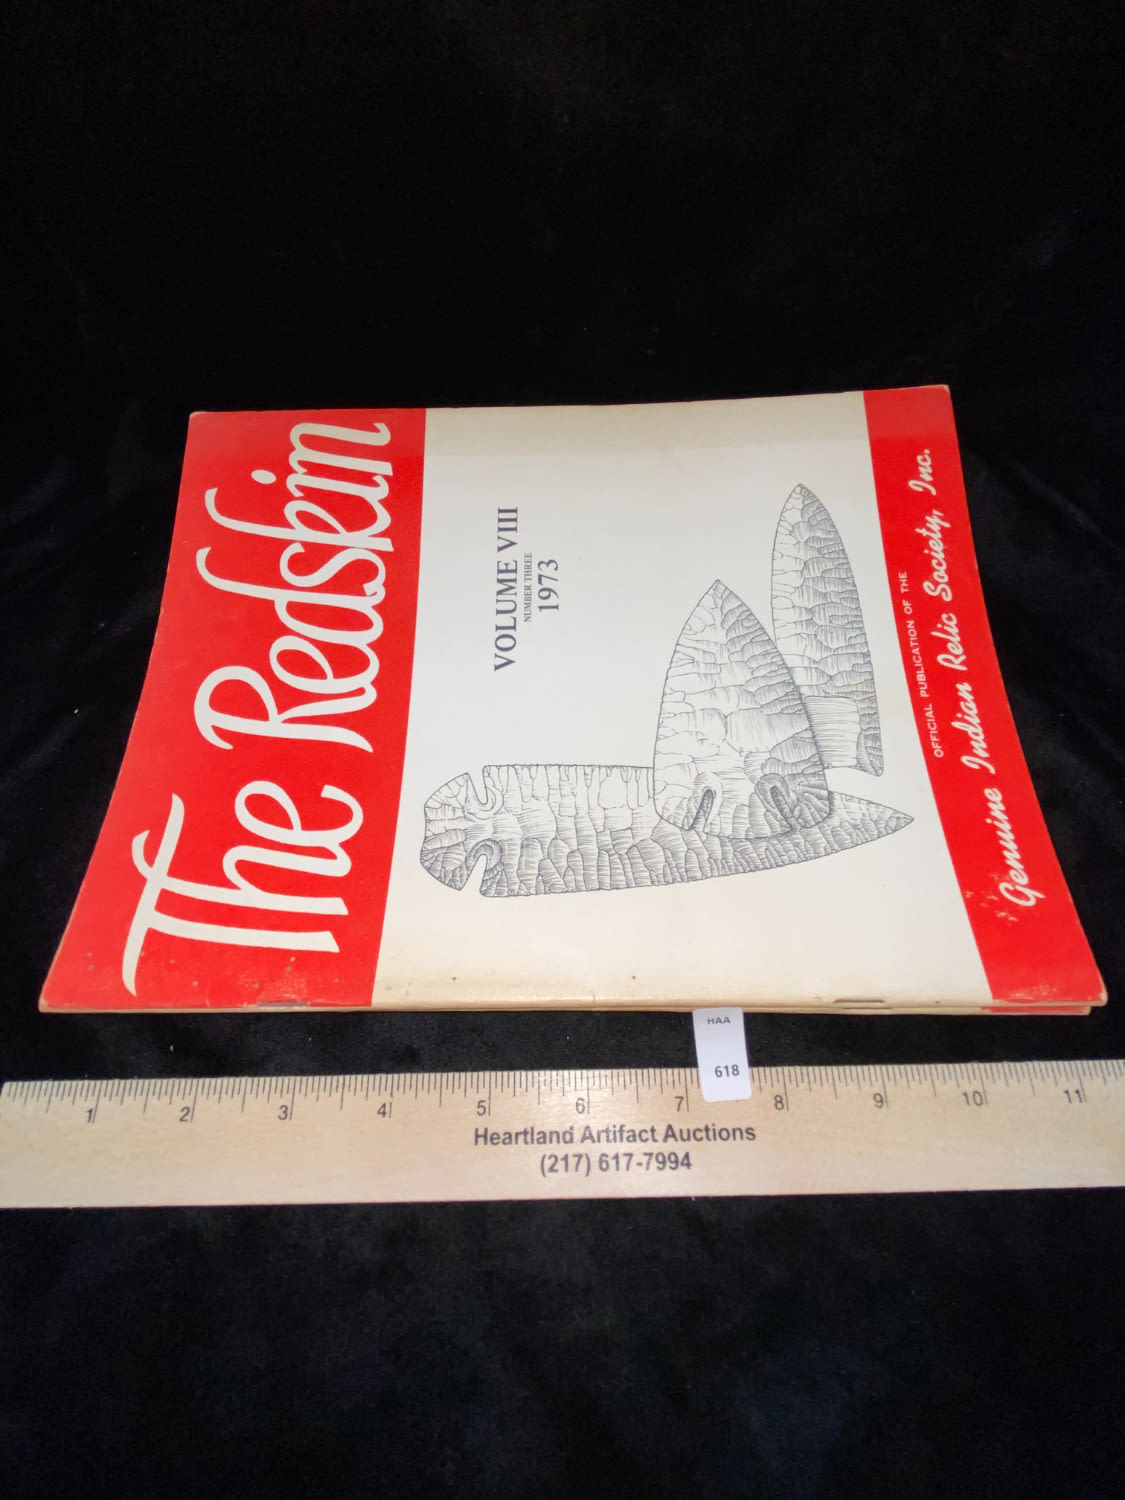 The Redskin
VOLUME VIII
NUMBER THREE
1973
OFFICIAL PUBLICATION OF THE
Genuine Indian Relic Society, Inc.
HAA
618
1 2 3 4 5 6 7 8 9 10 11
Heartland Artifact Auctions
(217) 617-7994